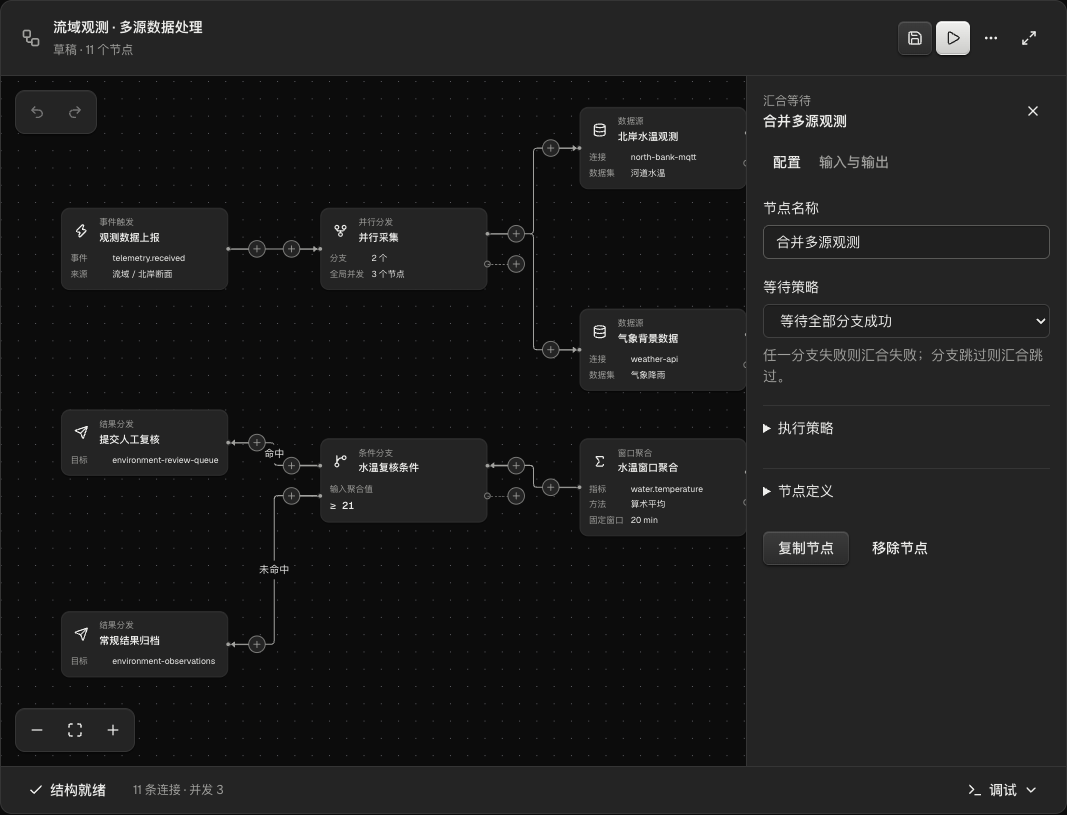 流域观测 · 多源数据处理
草稿 · 11 个节点
数据源
北岸水温观测
连接 north-bank-mqtt
数据集 河道水温
事件触发
观测数据上报
事件 telemetry.received
来源 流域 / 北岸断面
并行分发
并行采集
分支 2 个
全局并发 3 个节点
数据源
气象背景数据
连接 weather-api
数据集 气象降雨
结果分发
提交人工复核
目标 environment-review-queue
命中
条件分支
水温复核条件
输入聚合值
≥ 21
窗口聚合
水温窗口聚合
指标 water.temperature
方法 算术平均
固定窗口 20 min
未命中
结果分发
常规结果归档
目标 environment-observations
汇合等待
合并多源观测
配置 输入与输出
节点名称
合并多源观测
等待策略
等待全部分支成功
任一分支失败则汇合失败；分支跳过则汇合跳
过。
执行策略
节点定义
复制节点 移除节点
结构就绪 11 条连接 · 并发 3
调试